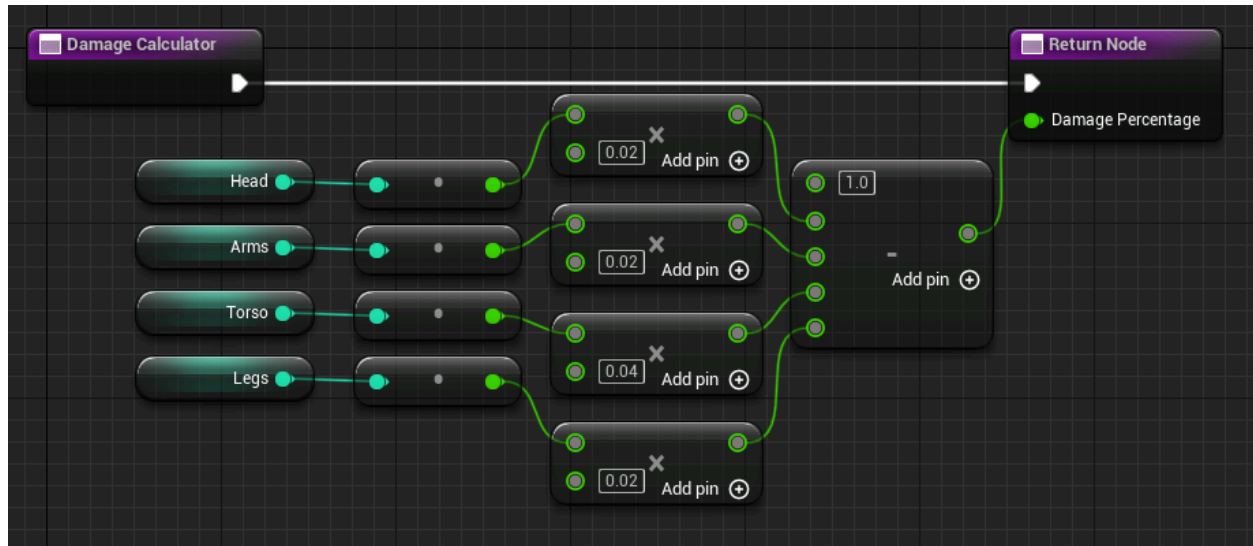 Damage Calculator
Return Node
Damage Percentage
×
0.02
Add pin
Head
1.0
Arms
×
0.02
Add pin
-
Add pin
Torso
×
0.04
Add pin
Legs
×
0.02
Add pin